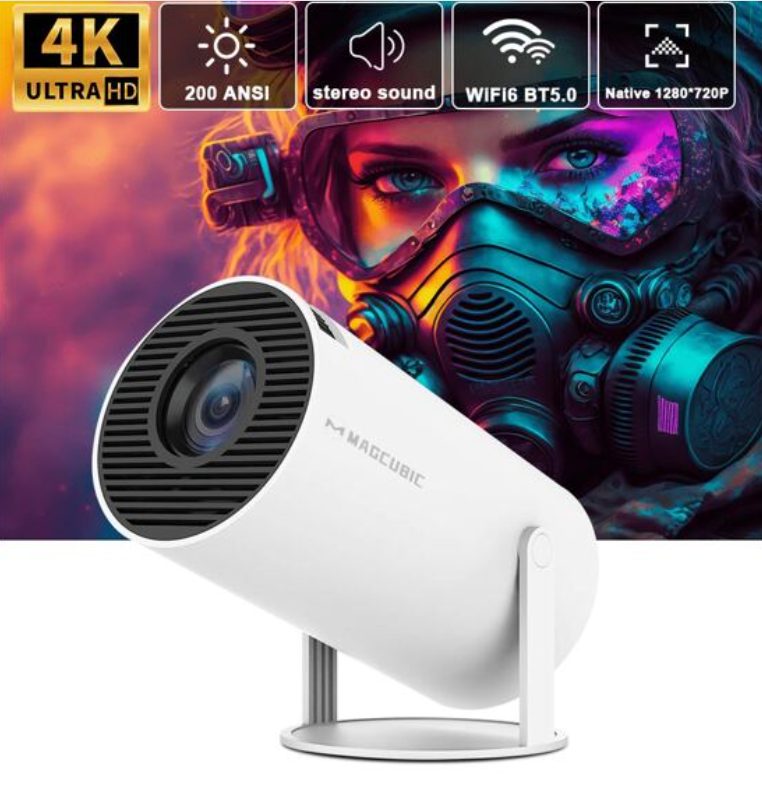 4K
ULTRA HD
200 ANSI
stereo sound
WiFi6 BT5.0
Native 1280*720P
MAGCUBIC